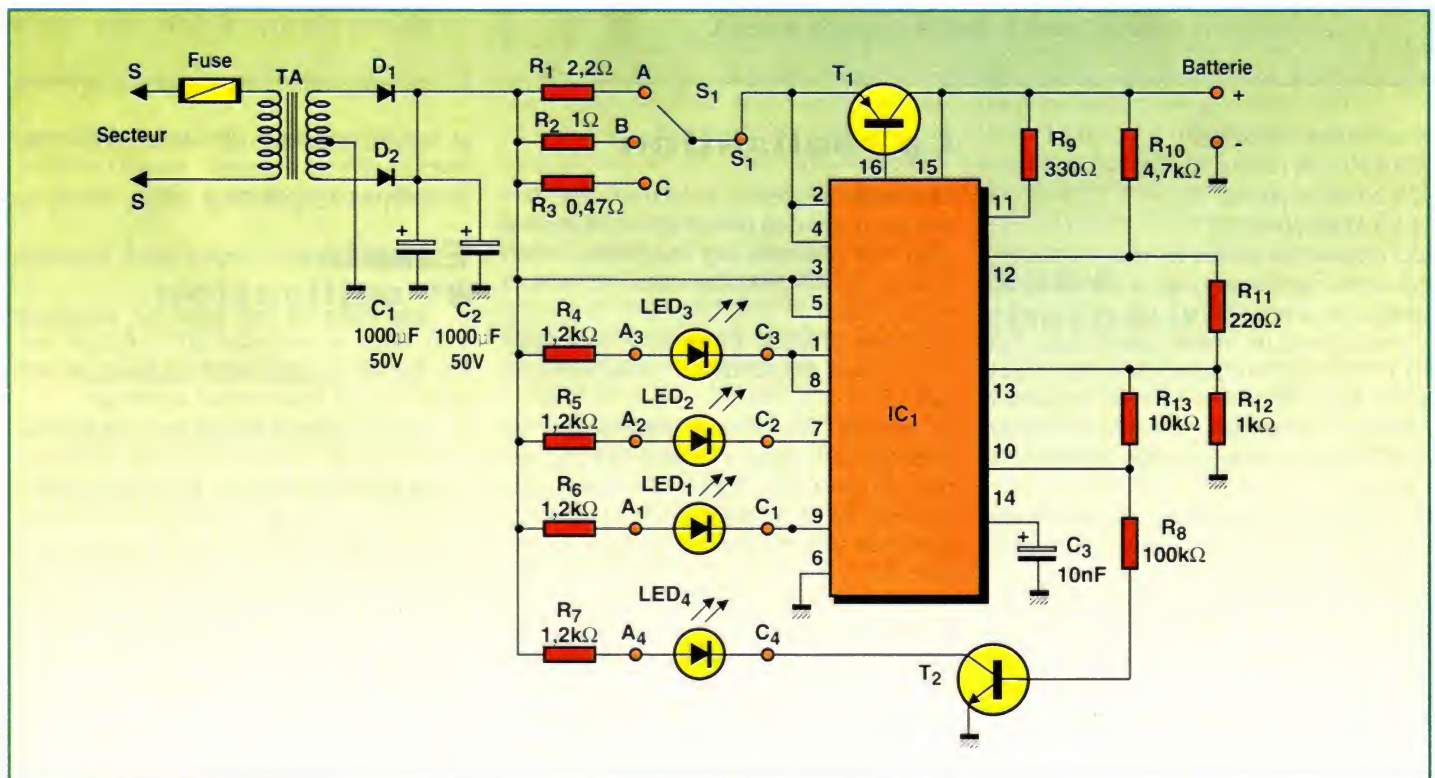 S
Fuse
TA
D1
R1 2,2Ω
A
S1
T1
Batterie
+
-
Secteur
S
D2
R2 1Ω
B
S1
C
R3 0,47Ω
16 15
R9
330Ω
R10
4,7kΩ
2
4
3
5
1
8
7
9
6
IC1
11
12
13
10
14
+
+
C1
1000μF
50V
C2
1000μF
50V
R4
1,2kΩ
A3
LED3
C3
R5
1,2kΩ
A2
LED2
C2
R6
1,2kΩ
A1
LED1
C1
R7
1,2kΩ
A4
LED4
C4
R11
220Ω
R13
10kΩ
R12
1kΩ
+
C3
10nF
R8
100kΩ
T2